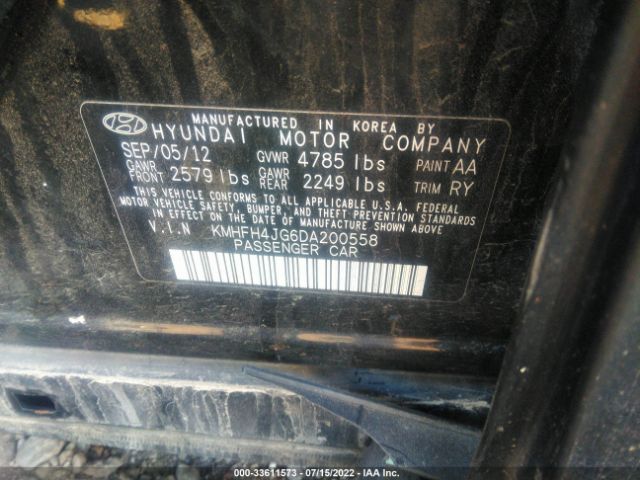 MANUFACTURED IN KOREA BY
HYUNDAI MOTOR COMPANY
SEP/05/12 GVWR 4785 lbs PAINT AA
GAWR FRONT 2579 lbs GAWR REAR 2249 lbs TRIM RY
THIS VEHICLE CONFORMS TO ALL APPLICABLE U.S.A. FEDERAL
MOTOR VEHICLE SAFETY, BUMPER, AND THEFT PREVENTION STANDARDS
IN EFFECT ON THE DATE OF MANUFACTURE SHOWN ABOVE.
V.I.N KMHFH4JG6DA200558
PASSENGER CAR
000-33611573 - 07/15/2022 - IAA Inc.